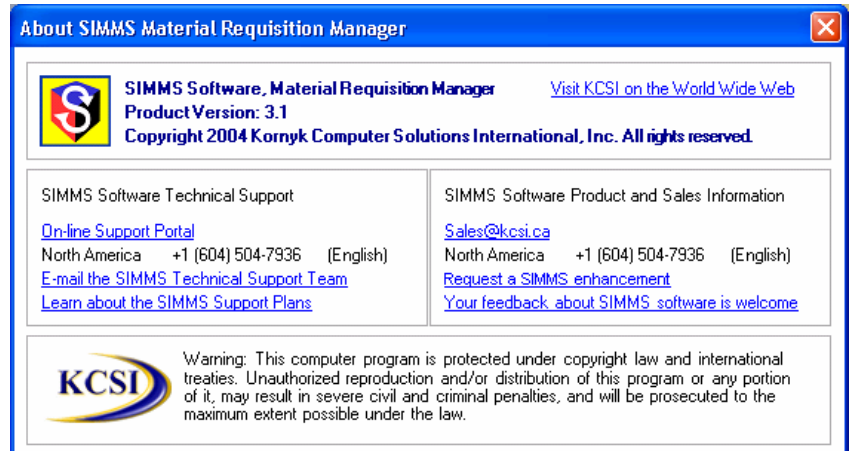 About SIMMS Material Requisition Manager
SIMMS Software, Material Requisition Manager
Visit KCSI on the World Wide Web
Product Version: 3.1
Copyright 2004 Kornyk Computer Solutions International, Inc. All rights reserved.
SIMMS Software Technical Support
On-line Support Portal
North America +1 (604) 504-7936 (English)
E-mail the SIMMS Technical Support Team
Learn about the SIMMS Support Plans
SIMMS Software Product and Sales Information
Sales@kcsi.ca
North America +1 (604) 504-7936 (English)
Request a SIMMS enhancement
Your feedback about SIMMS software is welcome
KCSI
Warning: This computer program is protected under copyright law and international
treaties. Unauthorized reproduction and/or distribution of this program or any portion
of it, may result in severe civil and criminal penalties, and will be prosecuted to the
maximum extent possible under the law.